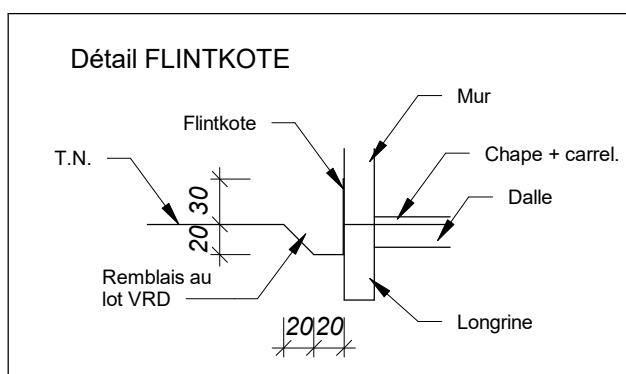 Détail FLINTKOTE
Mur
Flintkote
T.N.
Chape + carrel.
Dalle
30
20
Remblais au
lot VRD
20 20
Longrine